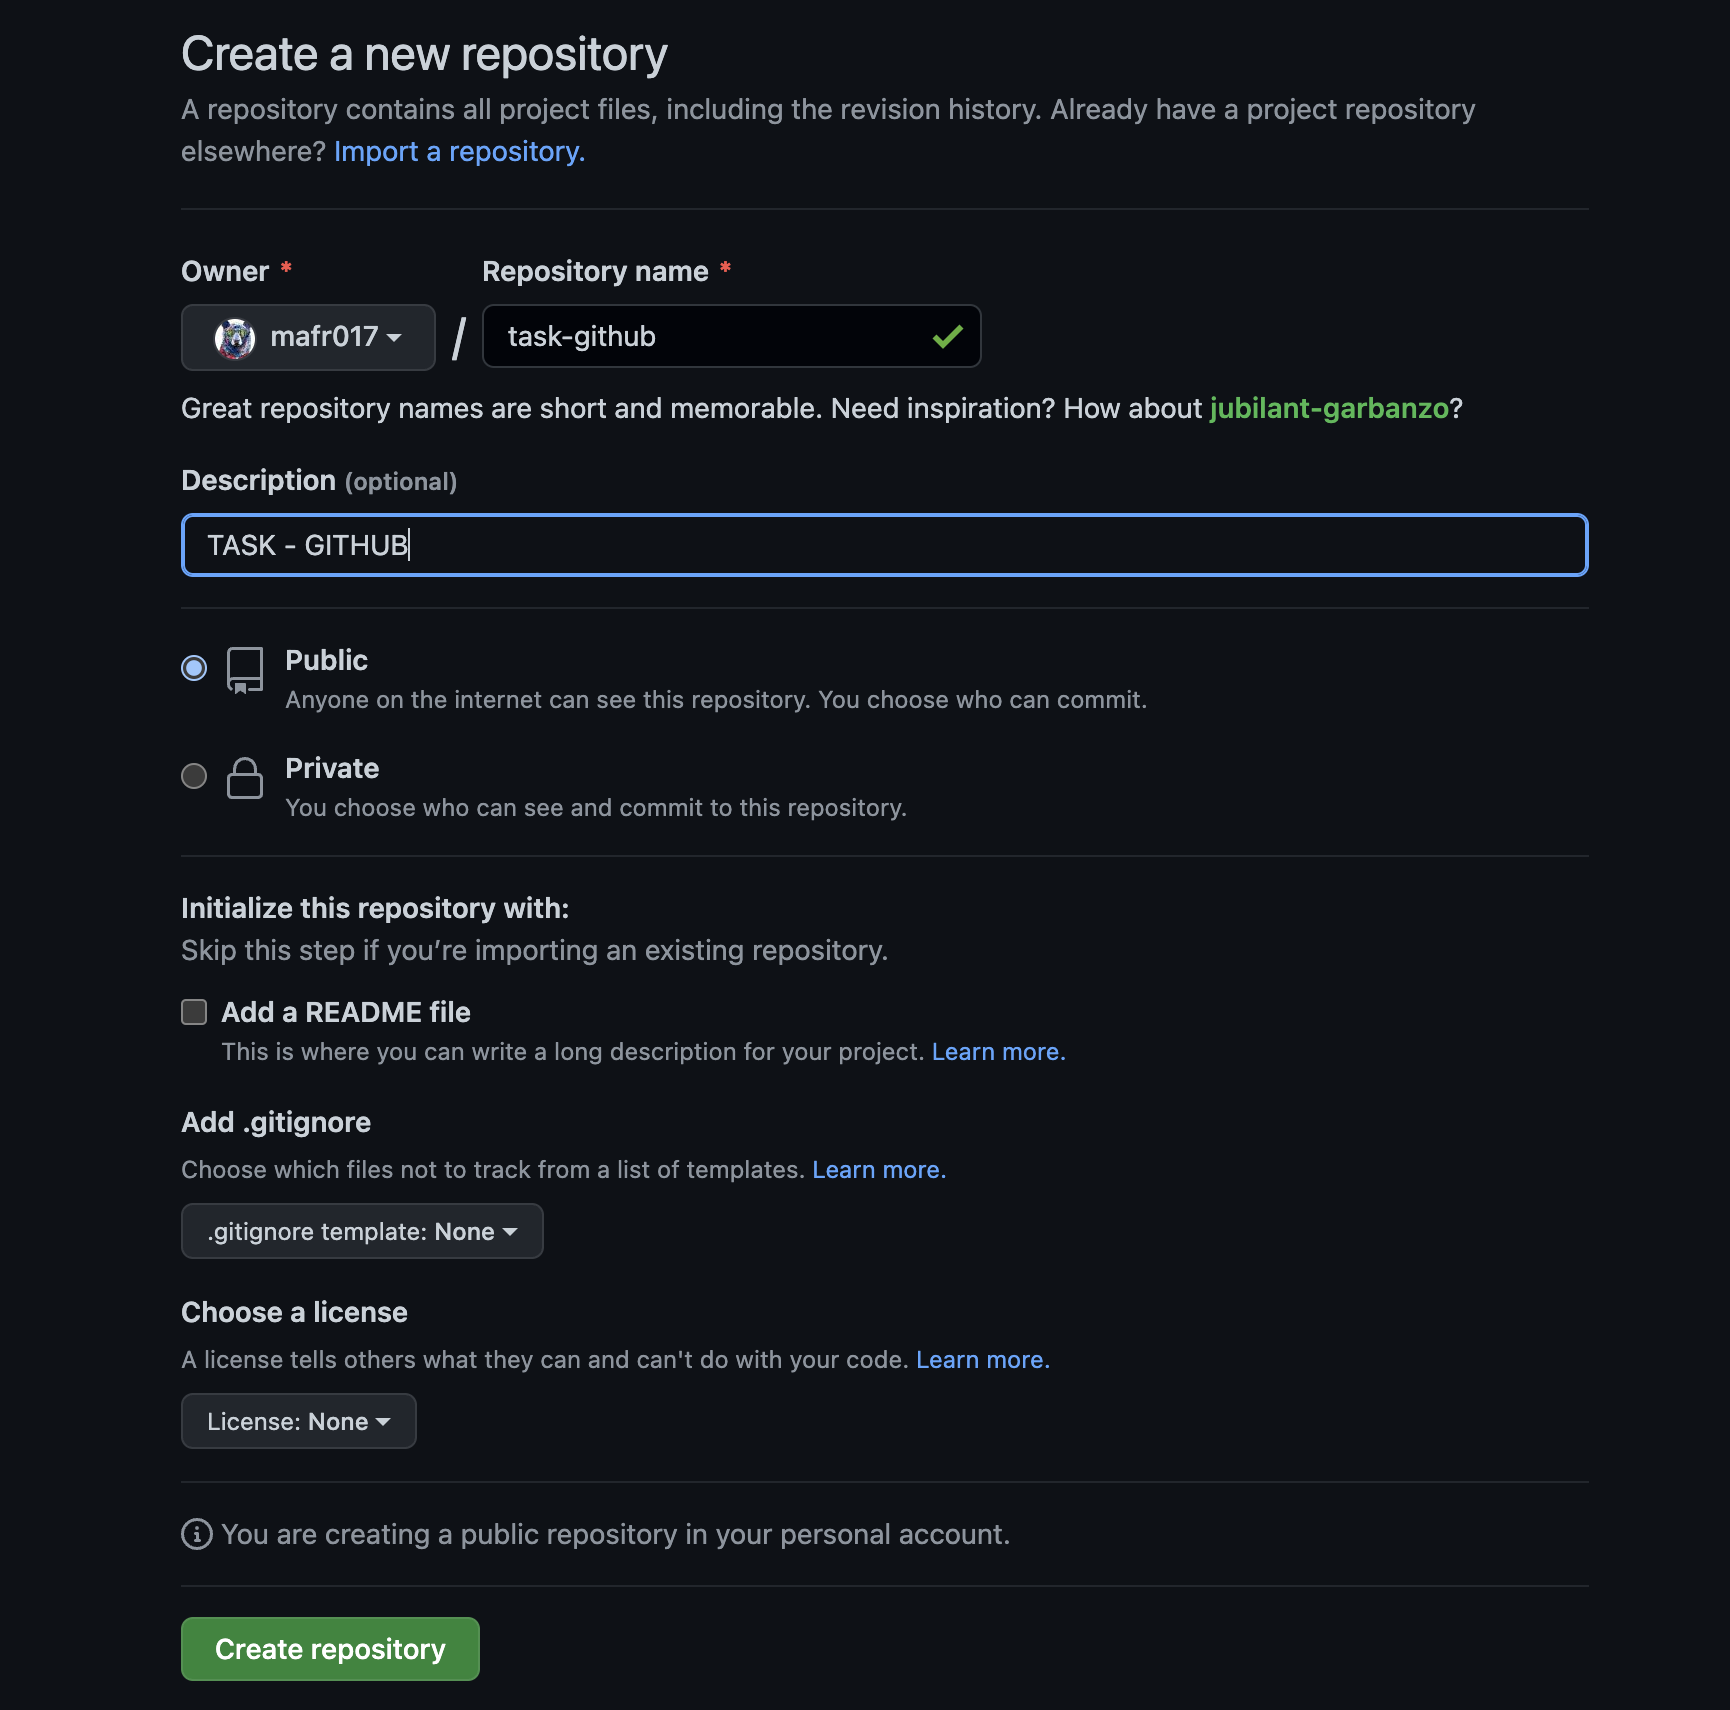 Create a new repository
A repository contains all project files, including the revision history. Already have a project repository
elsewhere? Import a repository.
Owner *
Repository name *
mafr017
/
task-github
Great repository names are short and memorable. Need inspiration? How about jubilant-garbanzo?
Description (optional)
TASK - GITHUB
Public
Anyone on the internet can see this repository. You choose who can commit.
Private
You choose who can see and commit to this repository.
Initialize this repository with:
Skip this step if you’re importing an existing repository.
Add a README file
This is where you can write a long description for your project. Learn more.
Add .gitignore
Choose which files not to track from a list of templates. Learn more.
.gitignore template: None
Choose a license
A license tells others what they can and can't do with your code. Learn more.
License: None
You are creating a public repository in your personal account.
Create repository